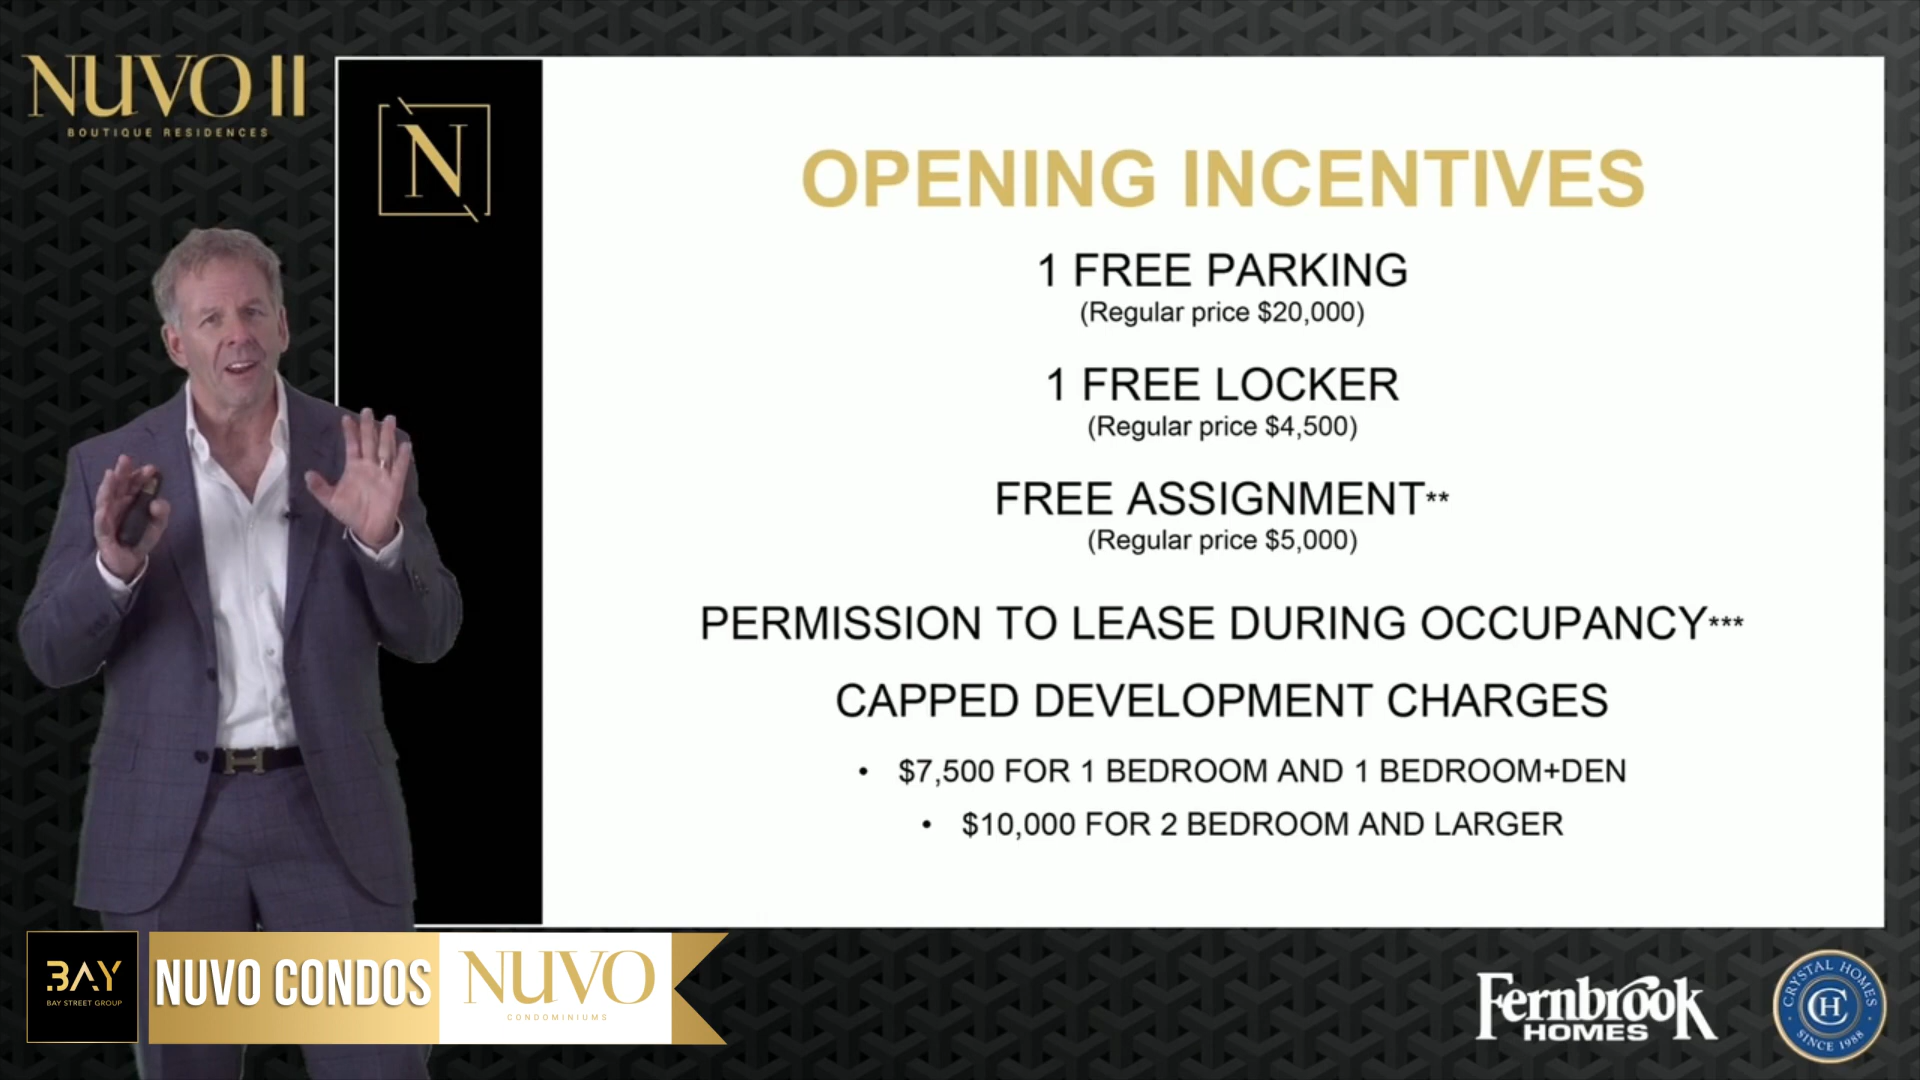 NUVO II
BOUTIQUE RESIDENCES
N
OPENING INCENTIVES
1 FREE PARKING
(Regular price $20,000)
1 FREE LOCKER
(Regular price $4,500)
FREE ASSIGNMENT**
(Regular price $5,000)
PERMISSION TO LEASE DURING OCCUPANCY***
CAPPED DEVELOPMENT CHARGES
• $7,500 FOR 1 BEDROOM AND 1 BEDROOM+DEN
• $10,000 FOR 2 BEDROOM AND LARGER
BAY
BAY STREET GROUP
NUVO CONDOS
NUVO
CONDOMINIUMS
Fernbrook
HOMES
CRYSTAL HOMES
CH
SINCE 1988